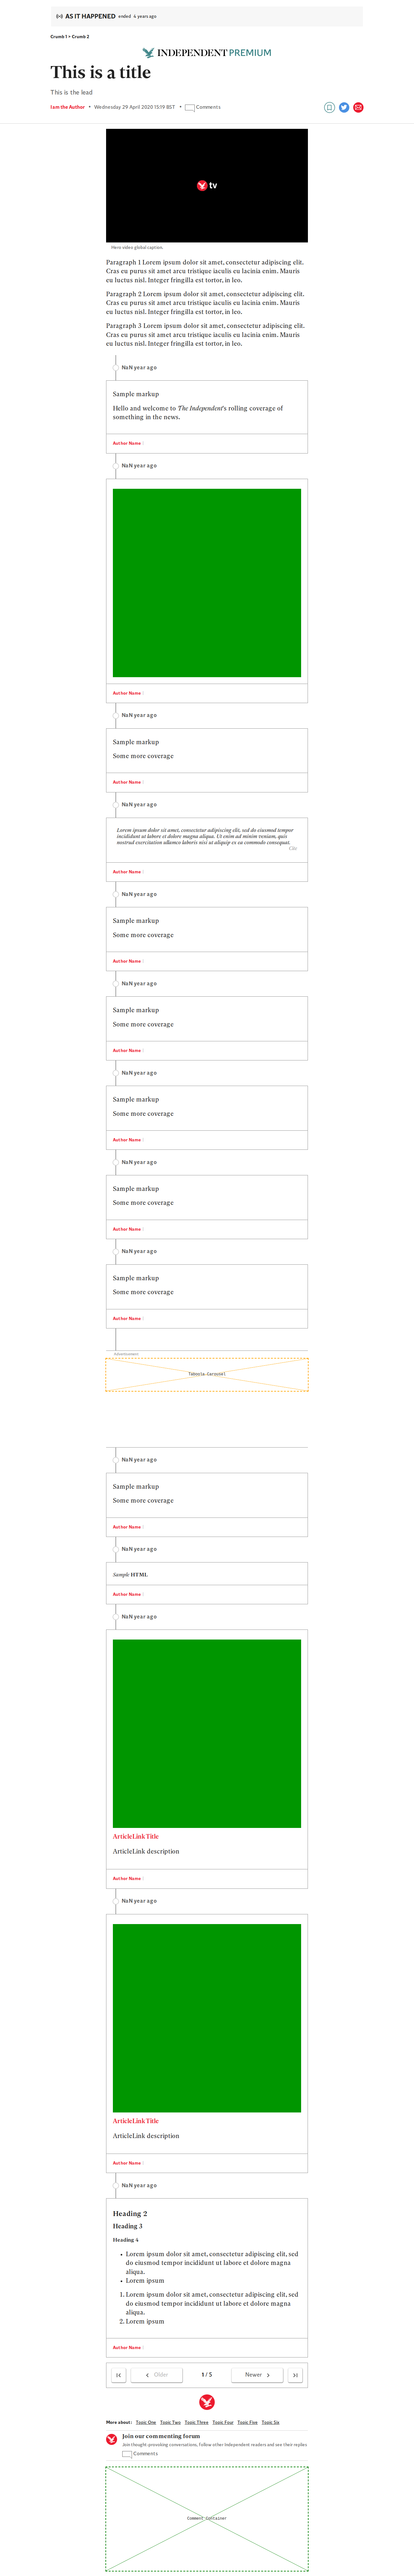 AS IT HAPPENED ended 4 years ago
Crumb 1 • Crumb 2
INDEPENDENT PREMIUM
This is a title
This is the lead
I am the Author • Wednesday 29 April 2020 15:19 BST • Comments
tv
Hero video global caption.
Paragraph 1 Lorem ipsum dolor sit amet, consectetur adipiscing elit.
Cras eu purus sit amet arcu tristique iaculis eu lacinia enim. Mauris
eu luctus nisl. Integer fringilla est tortor, in leo.
Paragraph 2 Lorem ipsum dolor sit amet, consectetur adipiscing elit.
Cras eu purus sit amet arcu tristique iaculis eu lacinia enim. Mauris
eu luctus nisl. Integer fringilla est tortor, in leo.
Paragraph 3 Lorem ipsum dolor sit amet, consectetur adipiscing elit.
Cras eu purus sit amet arcu tristique iaculis eu lacinia enim. Mauris
eu luctus nisl. Integer fringilla est tortor, in leo.
NaN year ago
Sample markup
Hello and welcome to The Independent's rolling coverage of
something in the news.
Author Name
NaN year ago
Author Name
NaN year ago
Sample markup
Some more coverage
Author Name
NaN year ago
Lorem ipsum dolor sit amet, consectetur adipiscing elit, sed do eiusmod tempor
incididunt ut labore et dolore magna aliqua. Ut enim ad minim veniam, quis
nostrud exercitation ullamco laboris nisi ut aliquip ex ea commodo consequat.
Cite
Author Name
NaN year ago
Sample markup
Some more coverage
Author Name
NaN year ago
Sample markup
Some more coverage
Author Name
NaN year ago
Sample markup
Some more coverage
Author Name
NaN year ago
Sample markup
Some more coverage
Author Name
NaN year ago
Sample markup
Some more coverage
Author Name
Advertisement
Taboola Carousel
NaN year ago
Sample markup
Some more coverage
Author Name
NaN year ago
Sample HTML
Author Name
NaN year ago
ArticleLinkTitle
ArticleLink description
Author Name
NaN year ago
ArticleLinkTitle
ArticleLink description
Author Name
NaN year ago
Heading 2
Heading 3
Heading 4
• Lorem ipsum dolor sit amet, consectetur adipiscing elit, sed
do eiusmod tempor incididunt ut labore et dolore magna
aliqua.
• Lorem ipsum
1. Lorem ipsum dolor sit amet, consectetur adipiscing elit, sed
do eiusmod tempor incididunt ut labore et dolore magna
aliqua.
2. Lorem ipsum
Author Name
Older 1 / 5 Newer
More about: Topic One Topic Two Topic Three Topic Four Topic Five Topic Six
Join our commenting forum
Join thought-provoking conversations, follow other Independent readers and see their replies
Comments
Comment Container